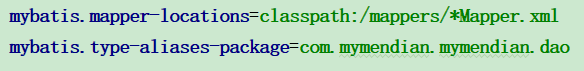 mybatis.mapper-locations=classpath:/mappers/*Mapper.xml
mybatis.type-aliases-package=com.mymendian.mymendian.dao